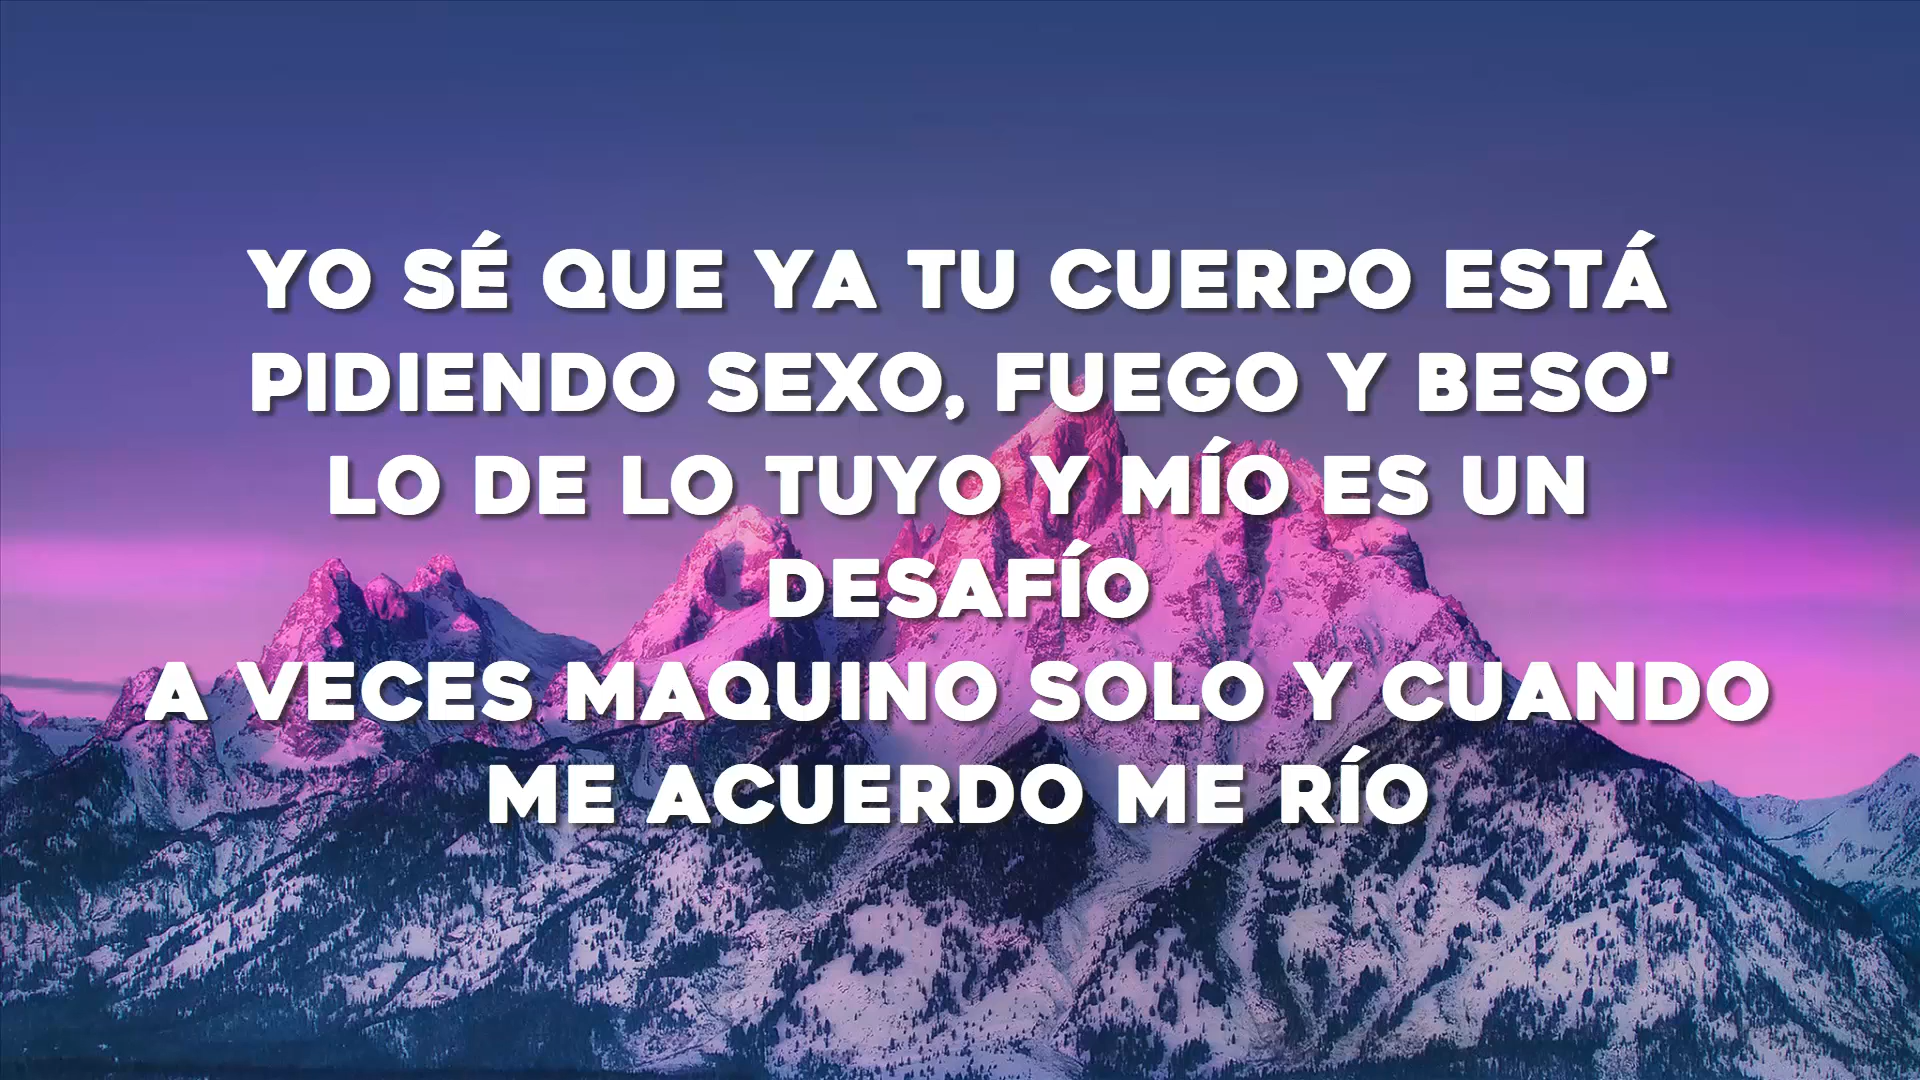 YO SÉ QUE YA TU CUERPO ESTÁ
PIDIENDO SEXO, FUEGO Y BESO'
LO DE LO TUYO Y MÍO ES UN
DESAFÍO
A VECES MAQUINO SOLO Y CUANDO
ME ACUERDO ME RÍO